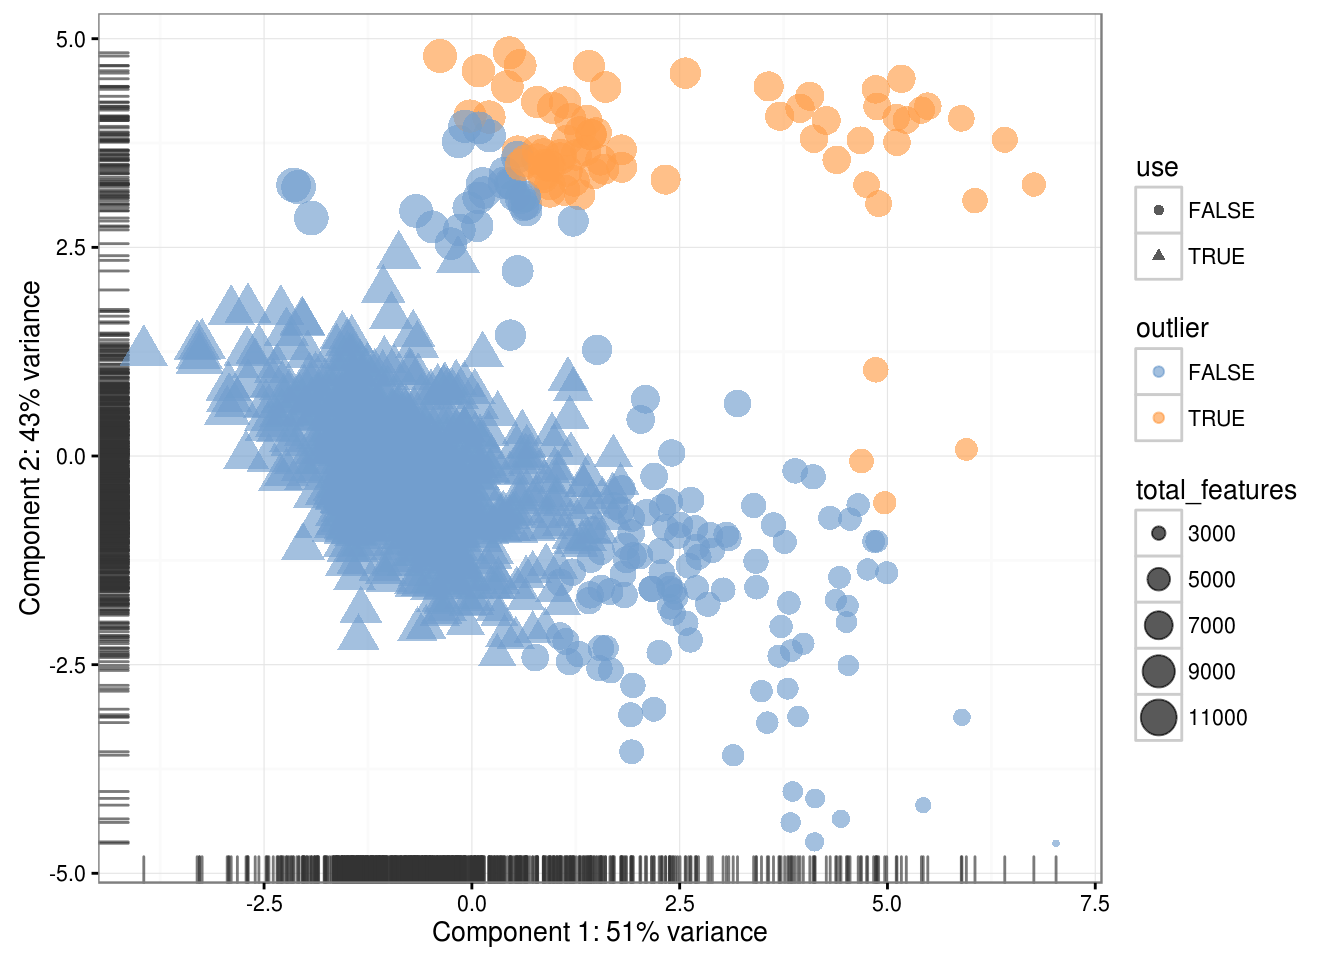 5.0
2.5
0.0
-2.5
-5.0
-2.5
0.0
2.5
5.0
7.5
Component 1: 51% variance
Component 2: 43% variance
use
FALSE
TRUE
outlier
FALSE
TRUE
total_features
3000
5000
7000
9000
11000